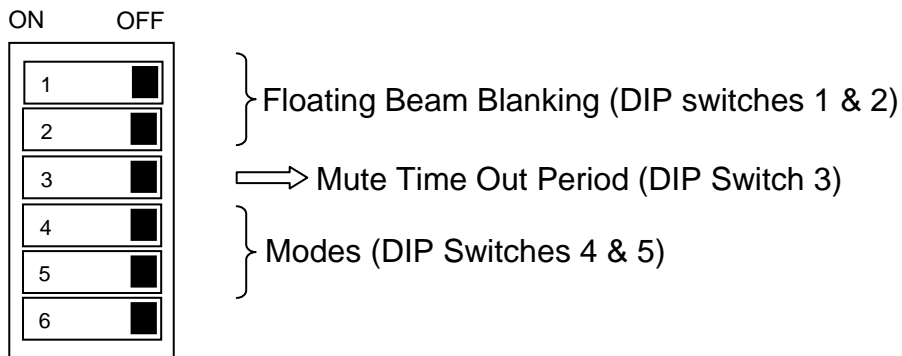 ON OFF
1
Floating Beam Blanking (DIP switches 1 & 2)
2
3 Mute Time Out Period (DIP Switch 3)
4
Modes (DIP Switches 4 & 5)
5
6